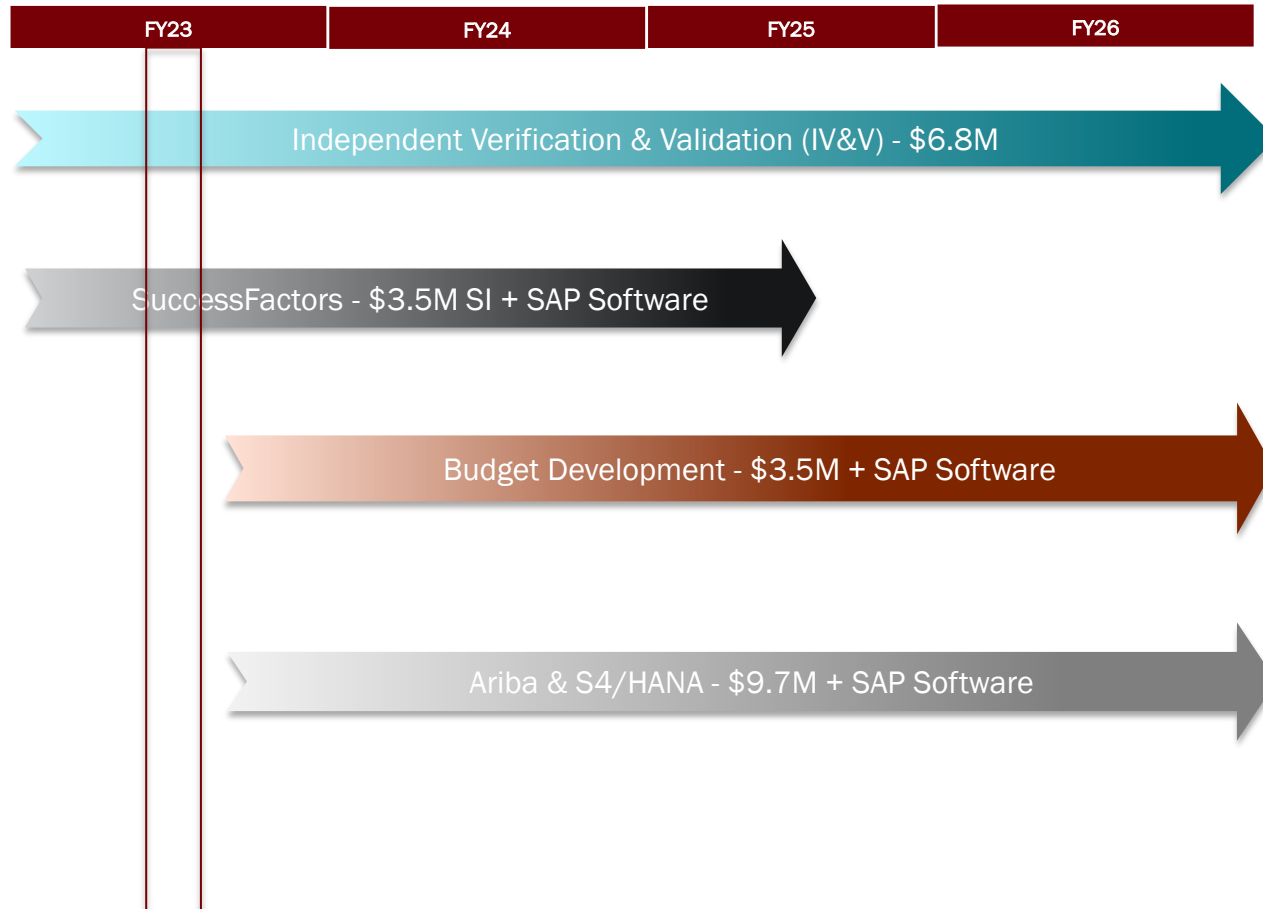 FY23 FY24 FY25 FY26
Independent Verification & Validation (IV&V) - $6.8M
SuccessFactors - $3.5M SI + SAP Software
Budget Development - $3.5M + SAP Software
Ariba & S4/HANA - $9.7M + SAP Software